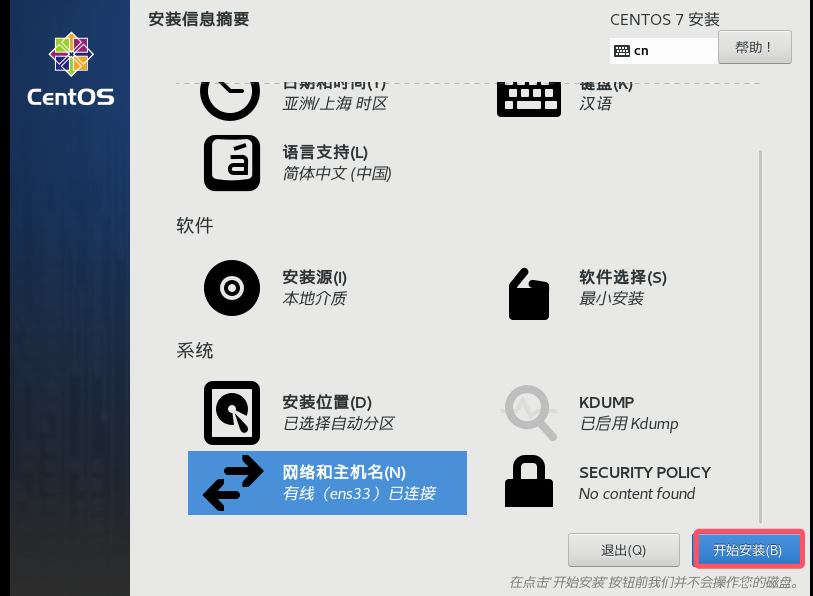 安装信息摘要
CENTOS 7 安装
cn
帮助！
CentOS
日期和时间(T)
亚洲/上海 时区
键盘(K)
汉语
á
语言支持(L)
简体中文 (中国)
软件
安装源(I)
本地介质
软件选择(S)
最小安装
系统
安装位置(D)
已选择自动分区
KDUMP
已启用 Kdump
网络和主机名(N)
有线（ens33）已连接
SECURITY POLICY
No content found
退出(Q)
开始安装(B)
在点击"开始安装"按钮前我们并不会操作您的磁盘。